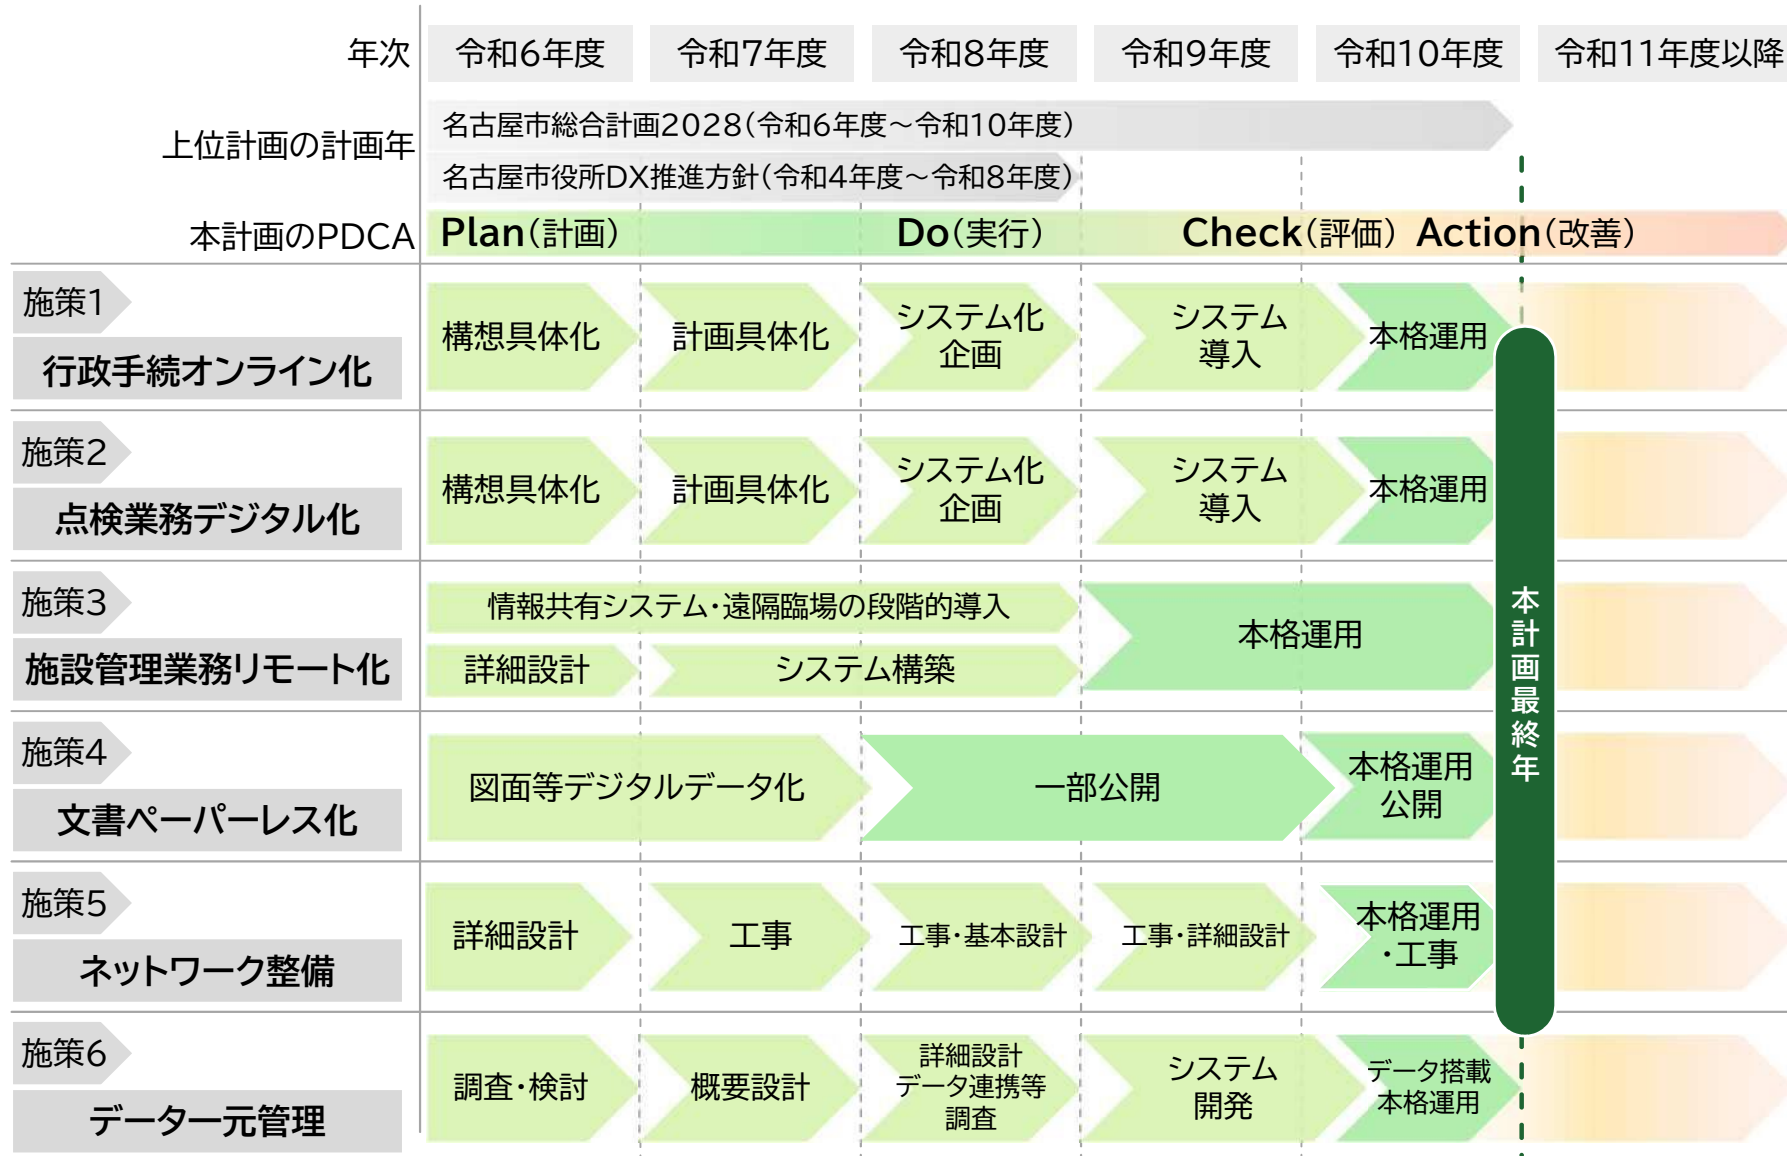 年次
令和6年度
令和7年度
令和8年度
令和9年度
令和10年度
令和11年度以降
上位計画の計画年
名古屋市総合計画2028(令和6年度～令和10年度)
名古屋市役所DX推進方針(令和4年度～令和8年度)
本計画のPDCA
Plan(計画)
Do(実行)
Check(評価)
Action(改善)
施策1
行政手続オンライン化
構想具体化
計画具体化
システム化
企画
システム
導入
本格運用
施策2
点検業務デジタル化
構想具体化
計画具体化
システム化
企画
システム
導入
本格運用
施策3
施設管理業務リモート化
情報共有システム・遠隔臨場の段階的導入
詳細設計
システム構築
本格運用
本計画最終年
施策4
文書ペーパーレス化
図面等デジタルデータ化
一部公開
本格運用
公開
施策5
ネットワーク整備
詳細設計
工事
工事・基本設計
工事・詳細設計
本格運用
・工事
施策6
データ一元管理
調査・検討
概要設計
詳細設計
データ連携等
調査
システム
開発
データ搭載
本格運用